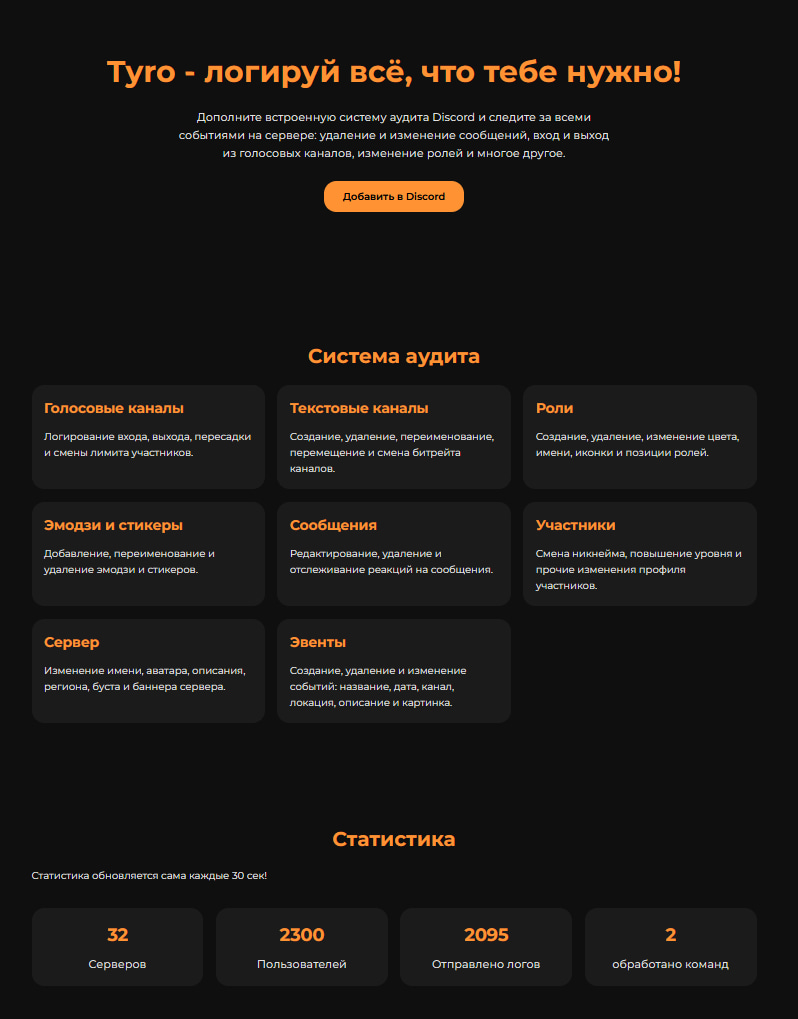 Tyro - логируй всё, что тебе нужно!
Дополните встроенную систему аудита Discord и следите за всеми
событиями на сервере: удаление и изменение сообщений, вход и выход
из голосовых каналов, изменение ролей и многое другое.
Добавить в Discord
Система аудита
Голосовые каналы
Логирование входа, выхода, пересадки
и смены лимита участников.
Текстовые каналы
Создание, удаление, переименование,
перемещение и смена битрейта
каналов.
Роли
Создание, удаление, изменение цвета,
имени, иконки и позиции ролей.
Эмодзи и стикеры
Добавление, переименование и
удаление эмодзи и стикеров.
Сообщения
Редактирование, удаление и
отслеживание реакций на сообщения.
Участники
Смена никнейма, повышение уровня и
прочие изменения профиля
участников.
Сервер
Изменение имени, аватара, описания,
региона, буста и баннера сервера.
Эвенты
Создание, удаление и изменение
событий: название, дата, канал,
локация, описание и картинка.
Статистика
Статистика обновляется сама каждые 30 сек!
32
Серверов
2300
Пользователей
2095
Отправлено логов
2
обработано команд